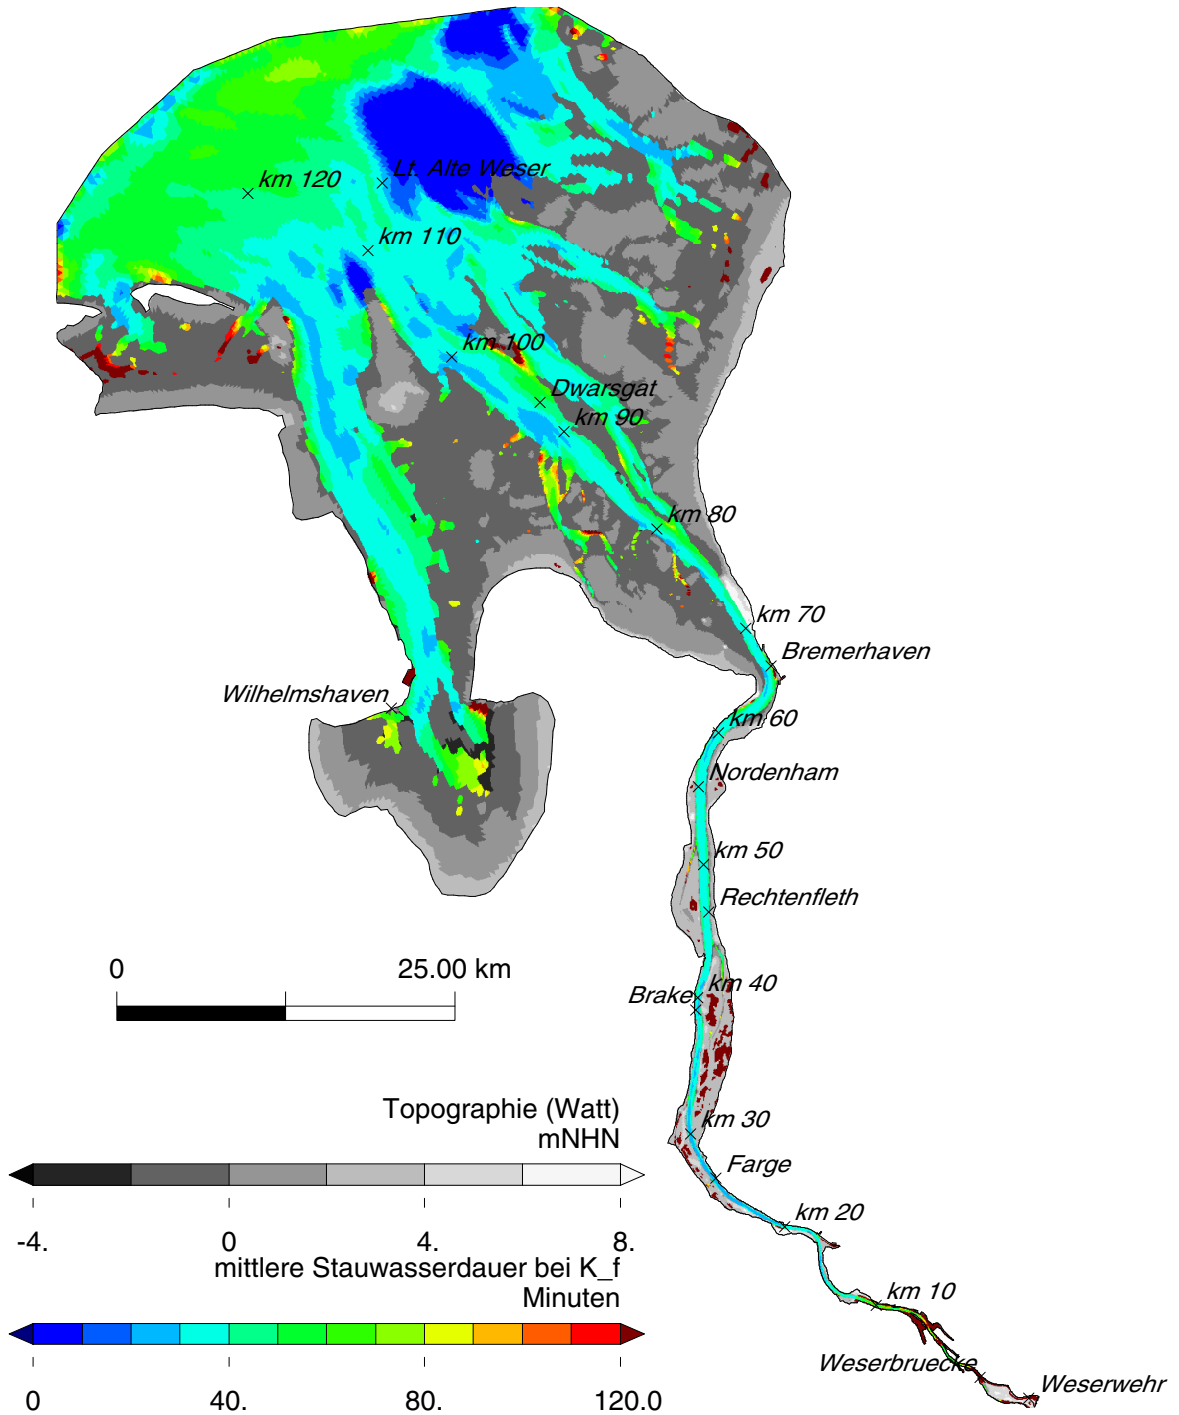 Lt. Alte Weser
km 120
km 110
km 100
Dwarsgat
km 90
km 80
km 70
Bremerhaven
Wilhelmshaven
km 60
Nordenham
km 50
Rechtenfleth
0 25.00 km
km 40
Brake
Topographie (Watt)
mNHN
km 30
Farge
km 20
-4. 0 4. 8.
mittlere Stauwasserdauer bei K_f
Minuten
km 10
Weserbruecke
Weserwehr
0 40. 80. 120.0